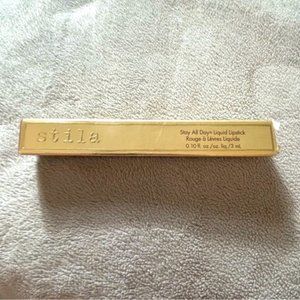 stila
Stay All Day® Liquid Lipstick
Rouge à Lèvres Liquide
0.10 fl. oz./oz. liq./3 mL